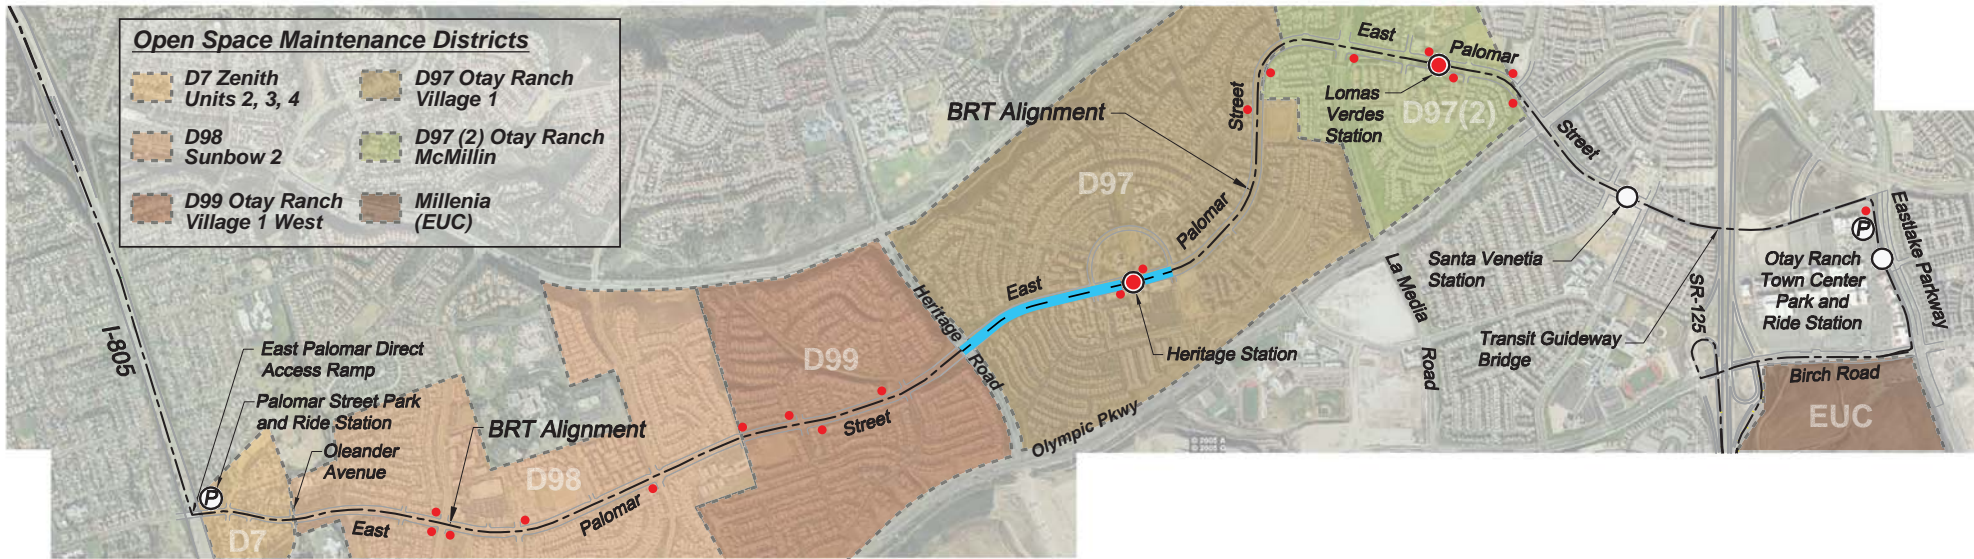 Open Space Maintenance Districts
D7 Zenith
Units 2, 3, 4
D98
Sunbow 2
D99 Otay Ranch
Village 1 West
D97 Otay Ranch
Village 1
D97 (2) Otay Ranch
McMillin
Millenia
(EUC)
I-805
East Palomar Direct
Access Ramp
Palomar Street Park
and Ride Station
Oleander
Avenue
P
D7
East
BRT Alignment
D98
Palomar
D99
Street
Heritage
Road
East
Heritage Station
Olympic Pkwy
D97
Palomar
BRT Alignment
Street
East
Palomar
Lomas
Verdes
Station
D97(2)
Street
Santa Venetia
Station
La Media
Road
Transit Guideway
Bridge
SR-125
P
Otay Ranch
Town Center
Park and
Ride Station
Eastlake Parkway
Birch Road
EUC